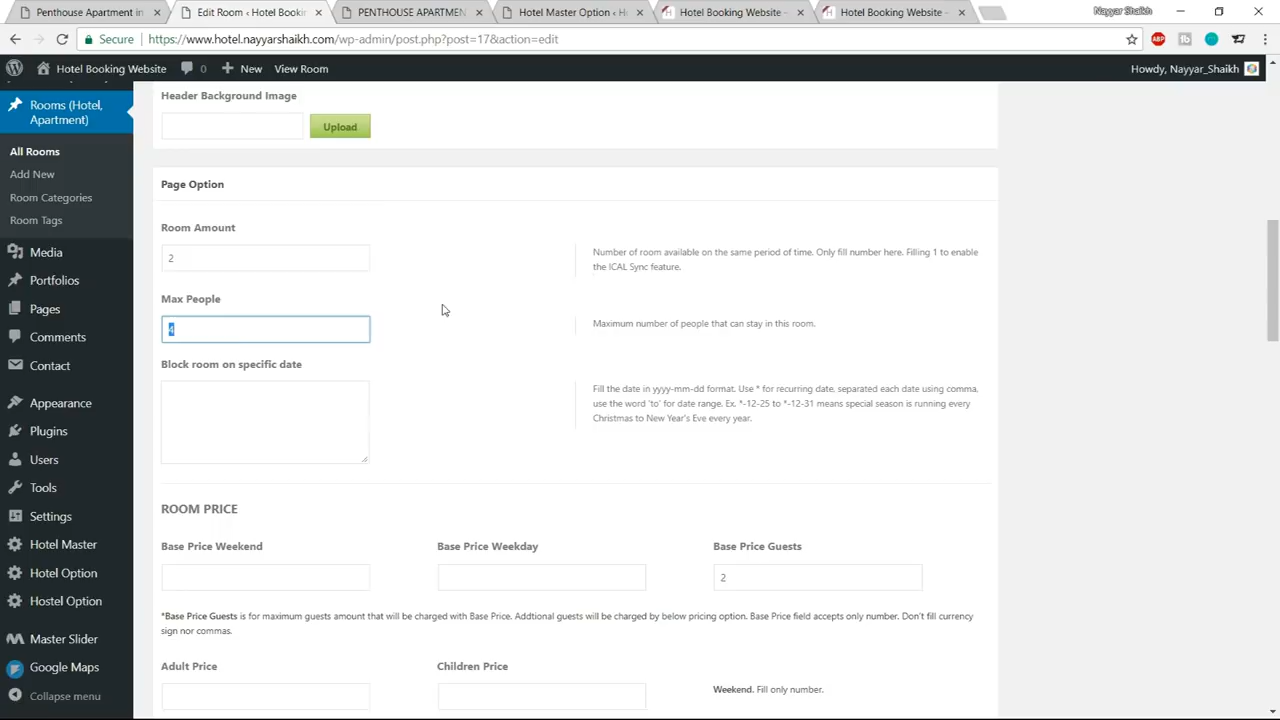 Penthouse Apartment in
Edit Room ‹ Hotel Bookin
PENTHOUSE APARTMEN
Hotel Master Option ‹ H
Hotel Booking Website -
Hotel Booking Website -
Nayyar Shaikh
Secure
https://www.hotel.nayyarshaikh.com/wp-admin/post.php?post=17&action=edit
ABP
Hotel Booking Website
0
New
View Room
Howdy, Nayyar_Shaikh
Rooms (Hotel,
Apartment)
All Rooms
Add New
Room Categories
Room Tags
Media
Portfolios
Pages
Comments
Contact
Appearance
Plugins
Users
Tools
Settings
Hotel Master
Hotel Option
Hostel Option
Master Slider
Google Maps
Collapse menu
Header Background Image
Upload
Page Option
Room Amount
2
Number of room available on the same period of time. Only fill number here. Filling 1 to enable
the ICAL Sync feature.
Max People
4
Maximum number of people that can stay in this room.
Block room on specific date
Fill the date in yyyy-mm-dd format. Use * for recurring date, separated each date using comma,
use the word 'to' for date range. Ex. *-12-25 to *-12-31 means special season is running every
Christmas to New Year's Eve every year.
ROOM PRICE
Base Price Weekend
Base Price Weekday
Base Price Guests
2
*Base Price Guests is for maximum guests amount that will be charged with Base Price. Addtional guests will be charged by below pricing option. Base Price field accepts only number. Don't fill currency
sign nor commas.
Adult Price
Children Price
Weekend. Fill only number.